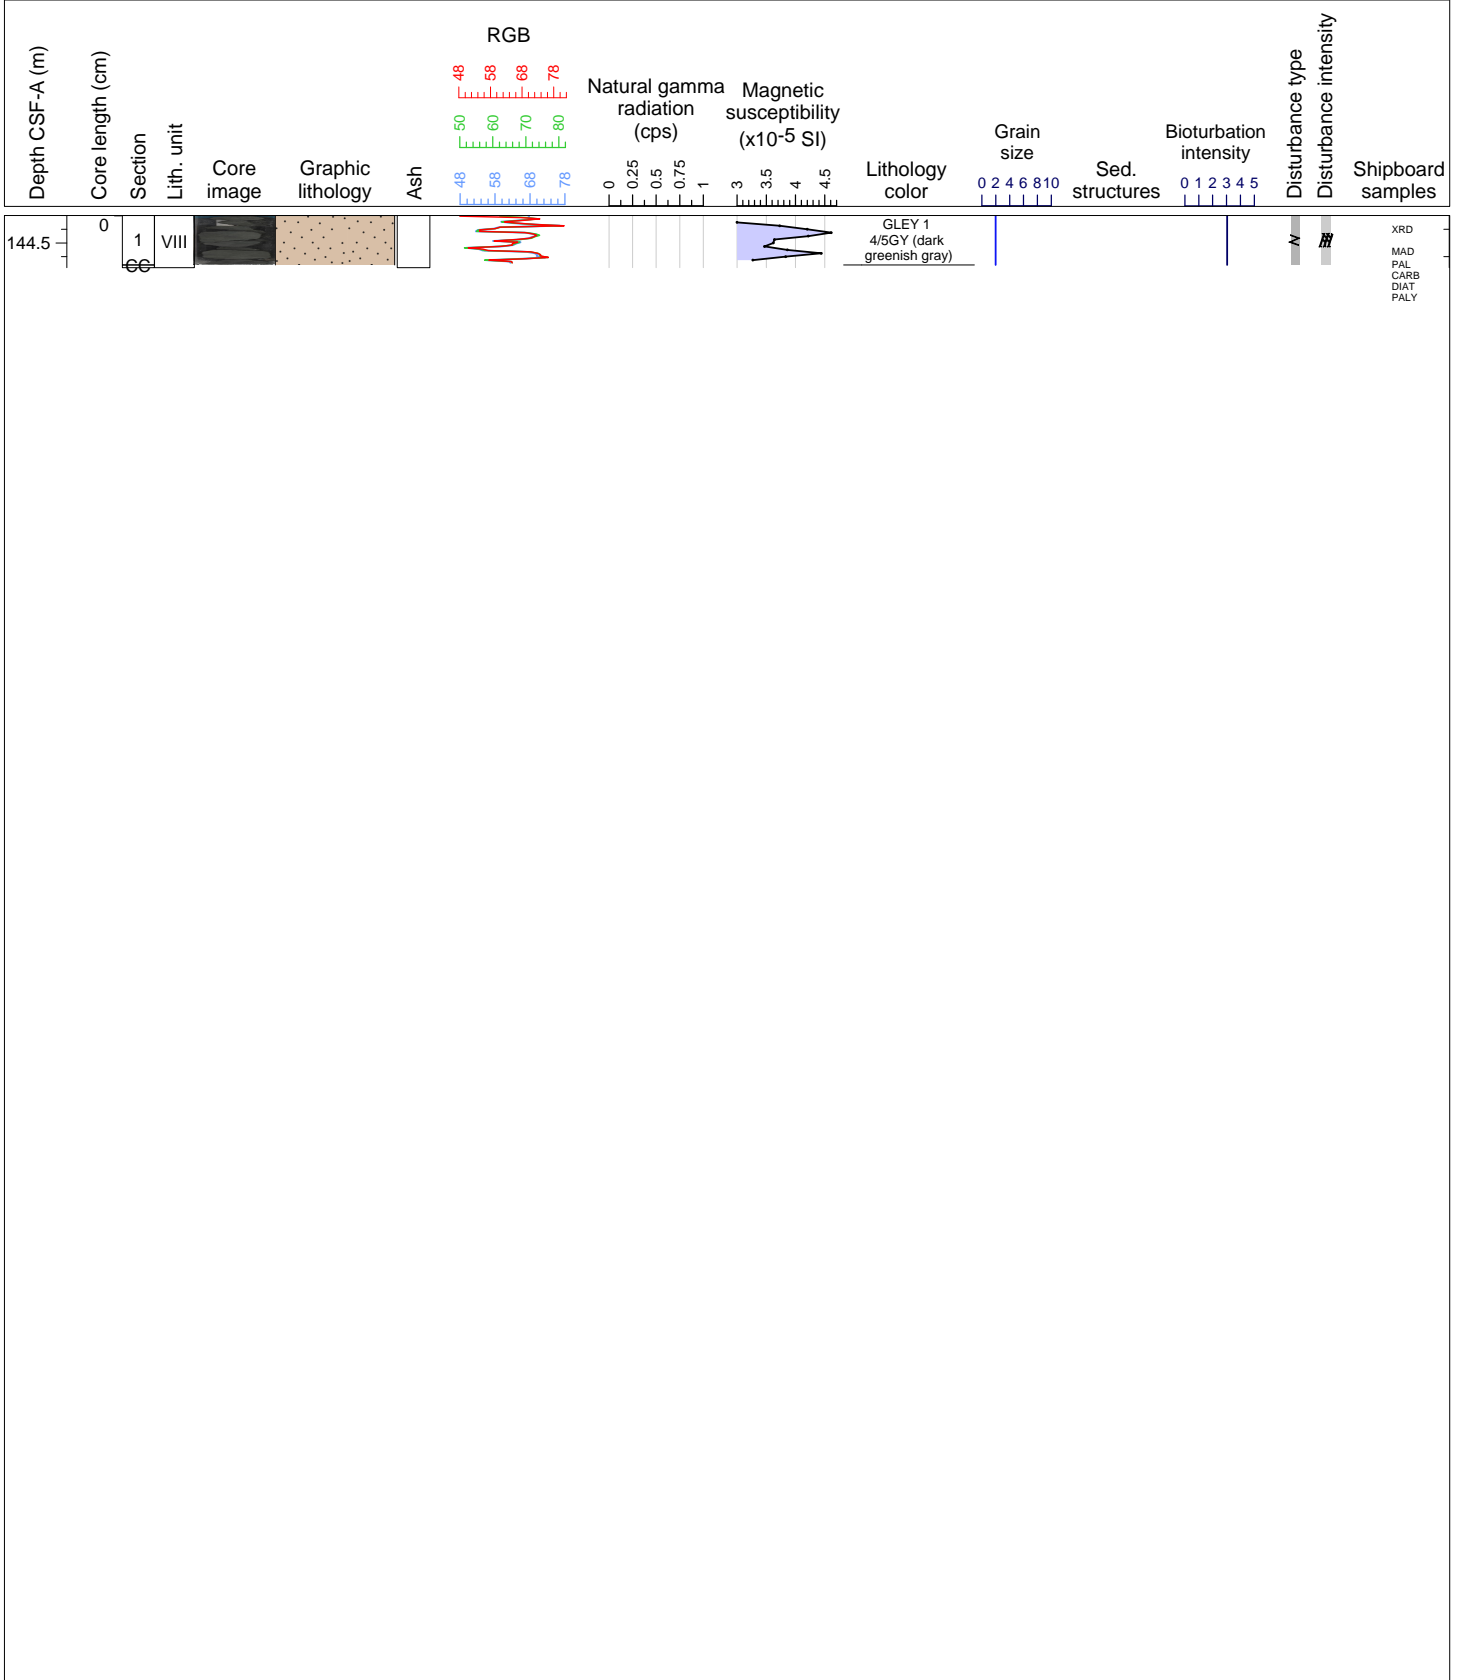 Depth CSF-A (m)
Core length (cm)
Section
Lith. unit
Core
image
Graphic
lithology
Ash
RGB
48 58 68 78
50 60 70 80
48 58 68 78
Natural gamma
radiation
(cps)
0 0.25 0.5 0.75 1
Magnetic
susceptibility
(x10-5 SI)
3 3.5 4 4.5
Lithology
color
Grain
size
0 2 4 6 8 10
Sed.
structures
Bioturbation
intensity
0 1 2 3 4 5
Disturbance type
Disturbance intensity
Shipboard
samples
144.5
0
1
CC
VIII
GLEY 1
4/5GY (dark
greenish gray)
XRD
MAD
PAL
CARB
DIAT
PALY